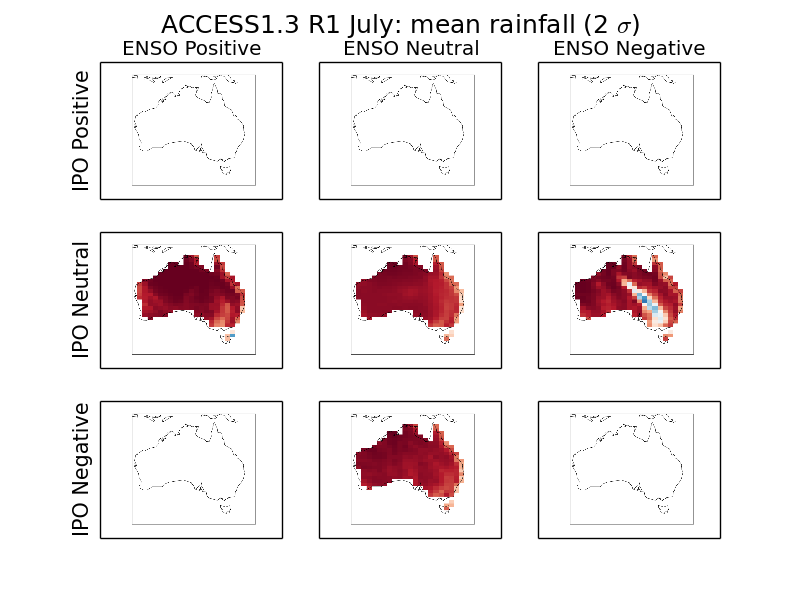 ACCESS1.3 R1 July: mean rainfall (2 σ)
ENSO Positive ENSO Neutral ENSO Negative
IPO Positive
IPO Neutral
IPO Negative